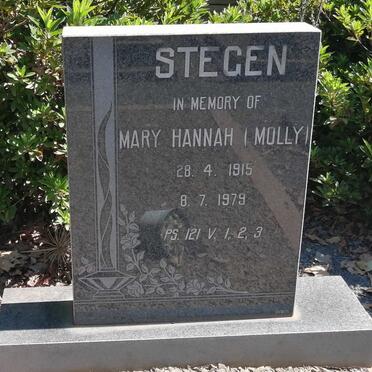 STEGEN
IN MEMORY OF
MARY HANNAH (MOLLY)
28. 4. 1915
8. 7. 1979
PS. 121 V. 1, 2, 3